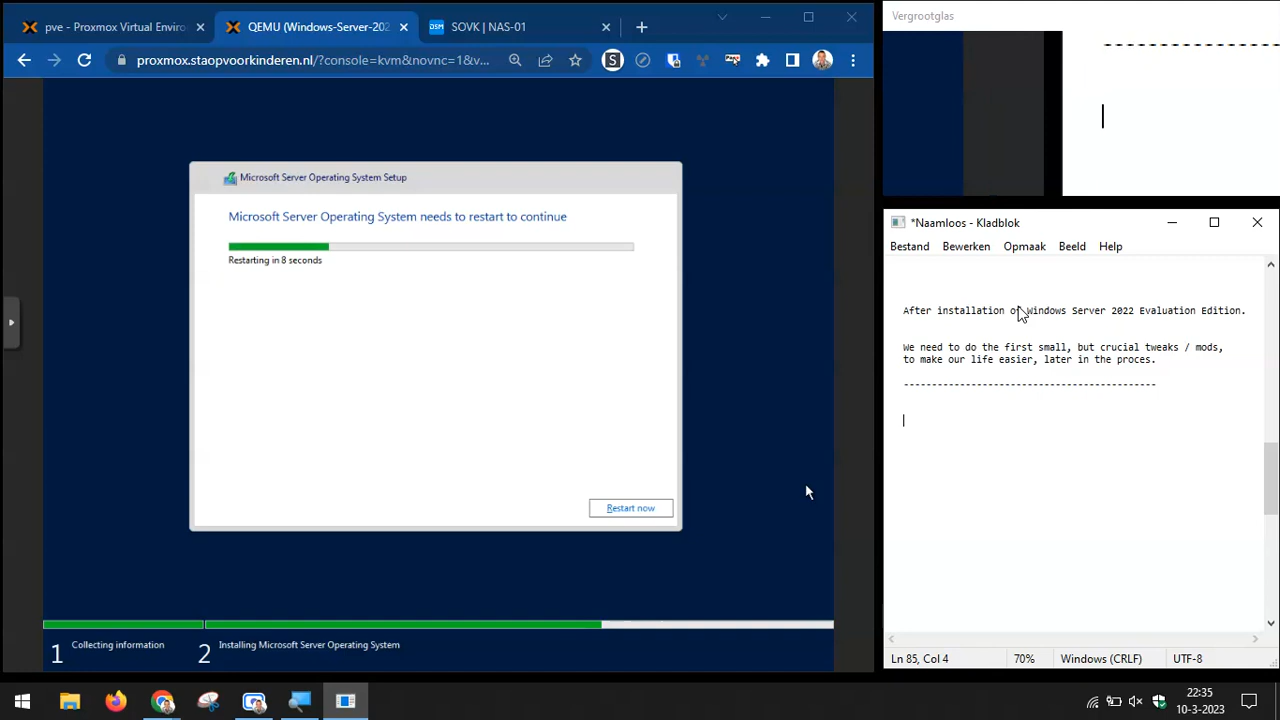 pve - Proxmox Virtual Enviro
QEMU (Windows-Server-202
DSM
SOVK | NAS-01
proxmox.staopvoorkinderen.nl/?console=kvm&novnc=1&v...
Vergrootglas
Microsoft Server Operating System Setup
Microsoft Server Operating System needs to restart to continue
Restarting in 8 seconds
Restart now
1 Collecting information
2 Installing Microsoft Server Operating System
*Naamloos - Kladblok
Bestand Bewerken Opmaak Beeld Help
After installation of Windows Server 2022 Evaluation Edition.
We need to do the first small, but crucial tweaks / mods,
to make our life easier, later in the proces.
---------------------------------------------
Ln 85, Col 4 70% Windows (CRLF) UTF-8
22:35
10-3-2023